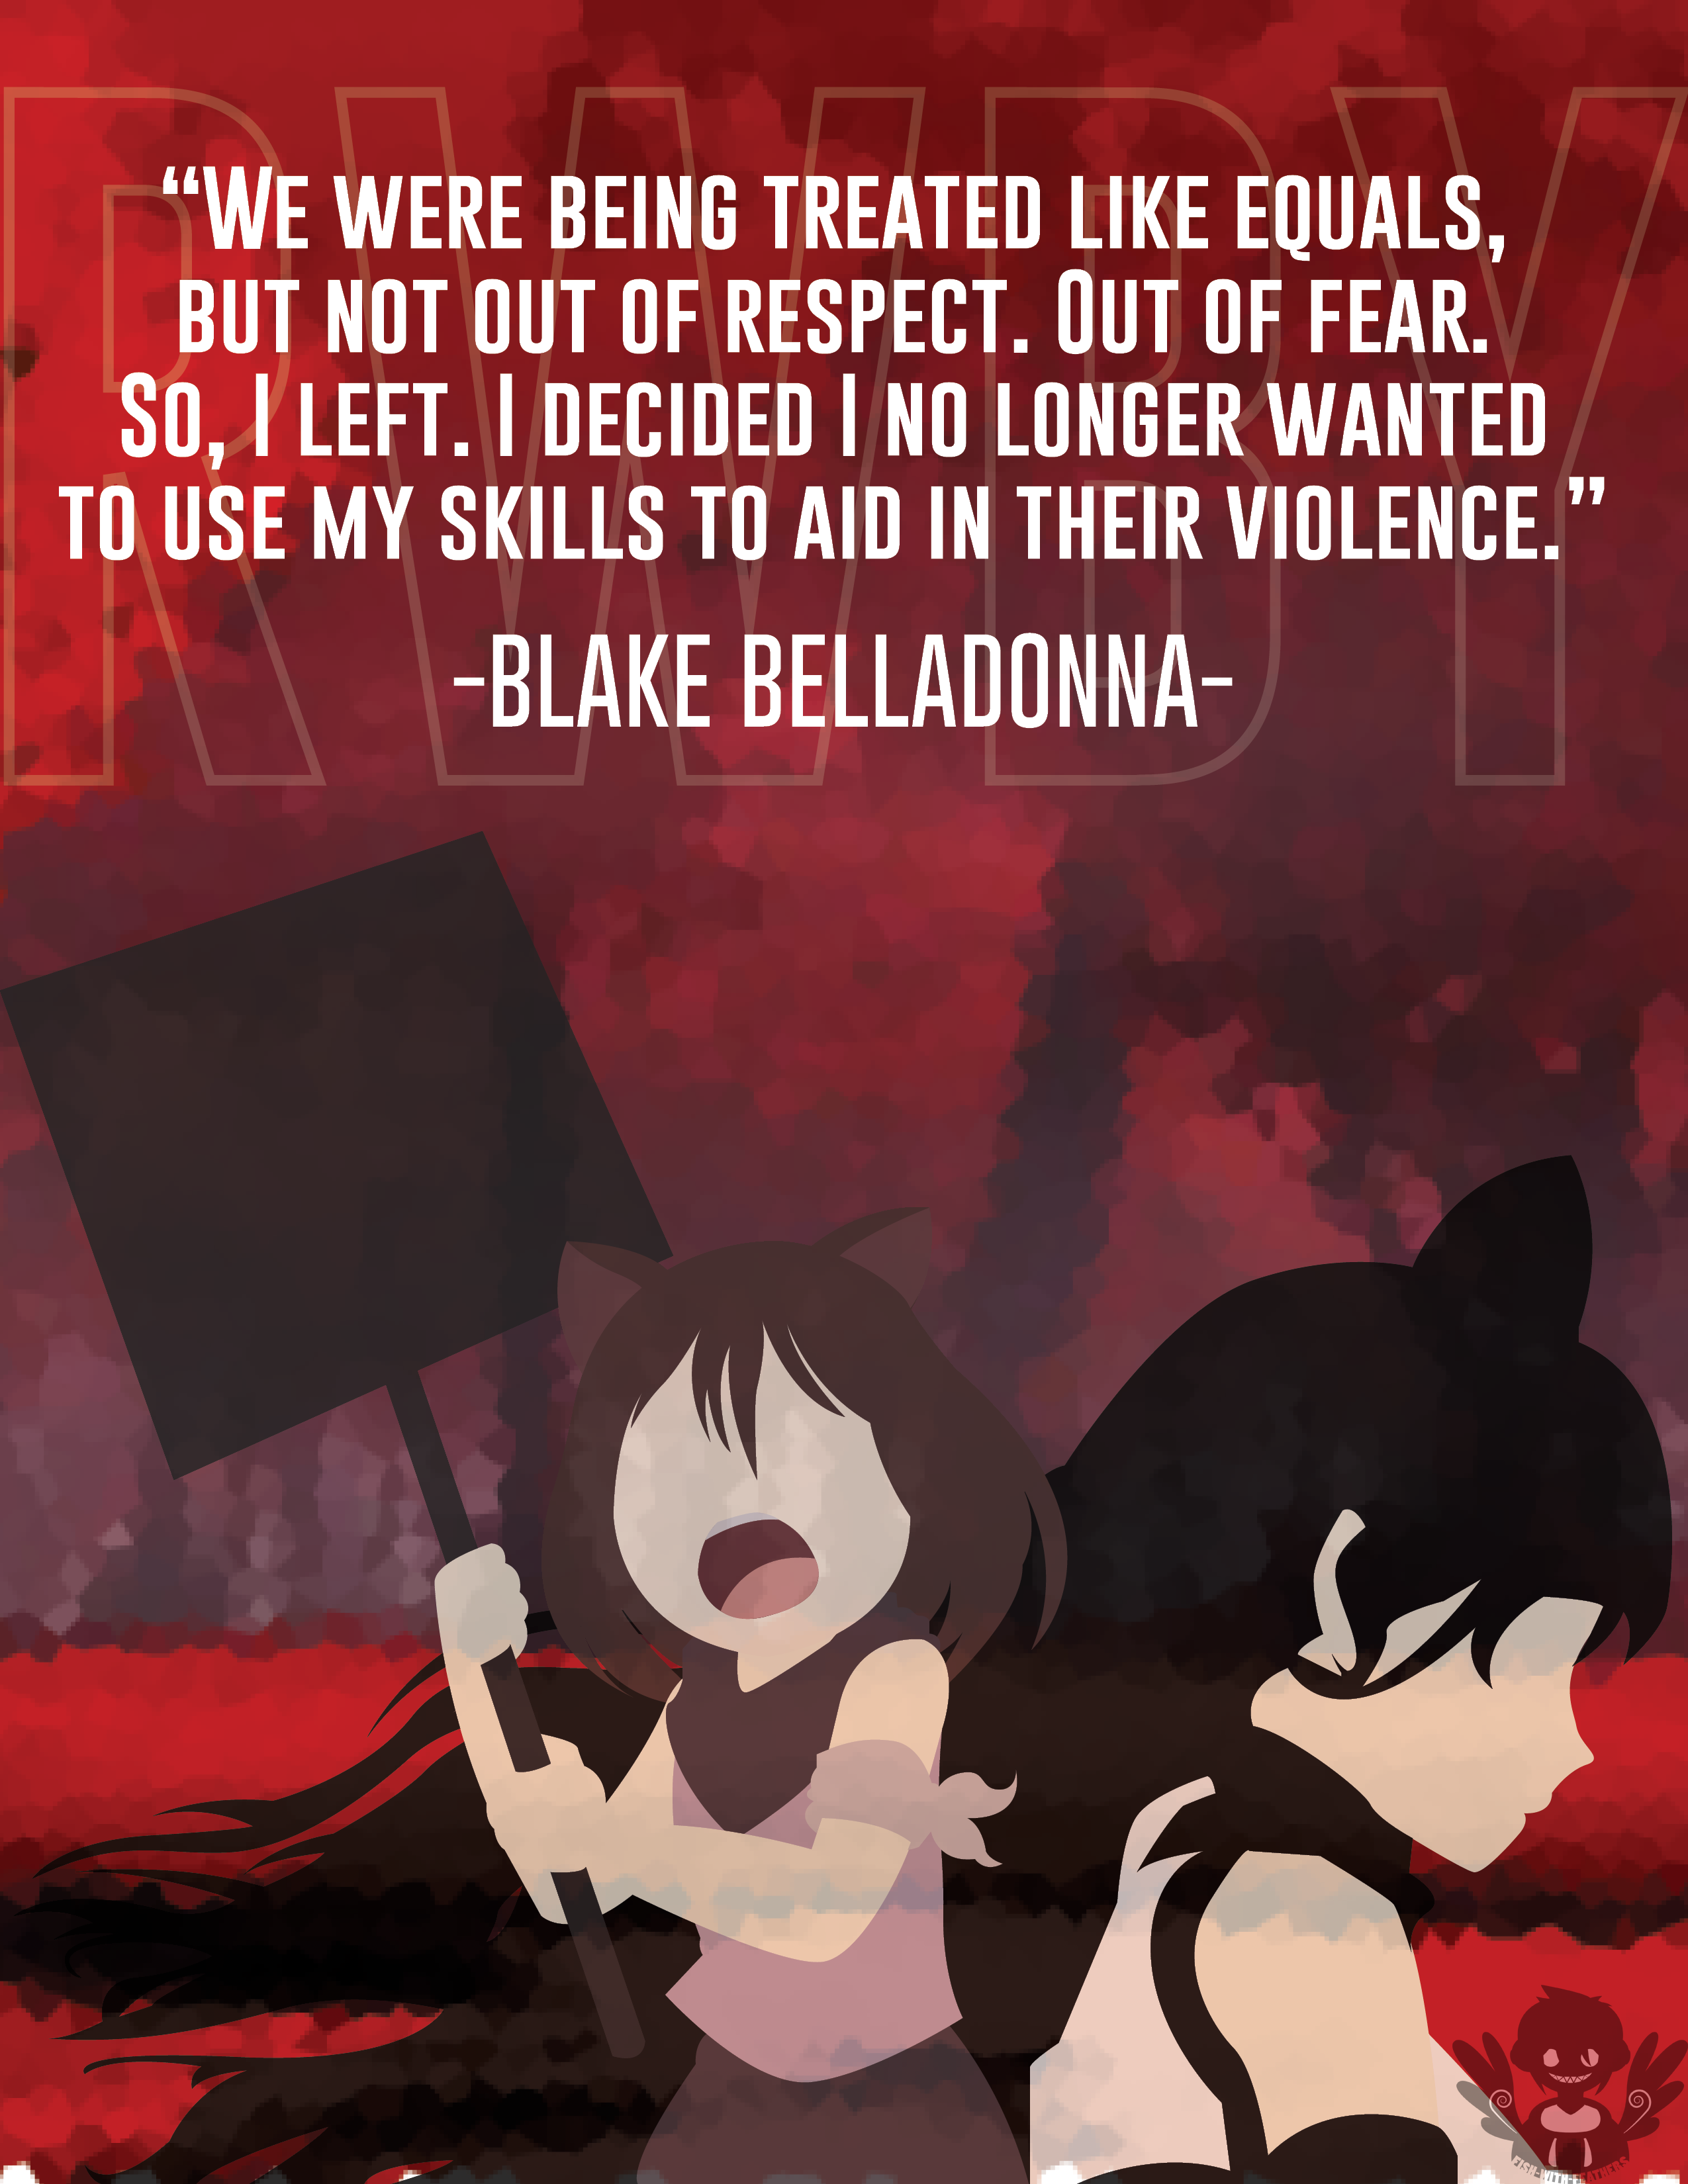 RWBY
“We were being treated like equals,
but not out of respect. Out of fear.
So, I left. I decided I no longer wanted
to use my skills to aid in their violence.”
-BLAKE BELLADONNA-